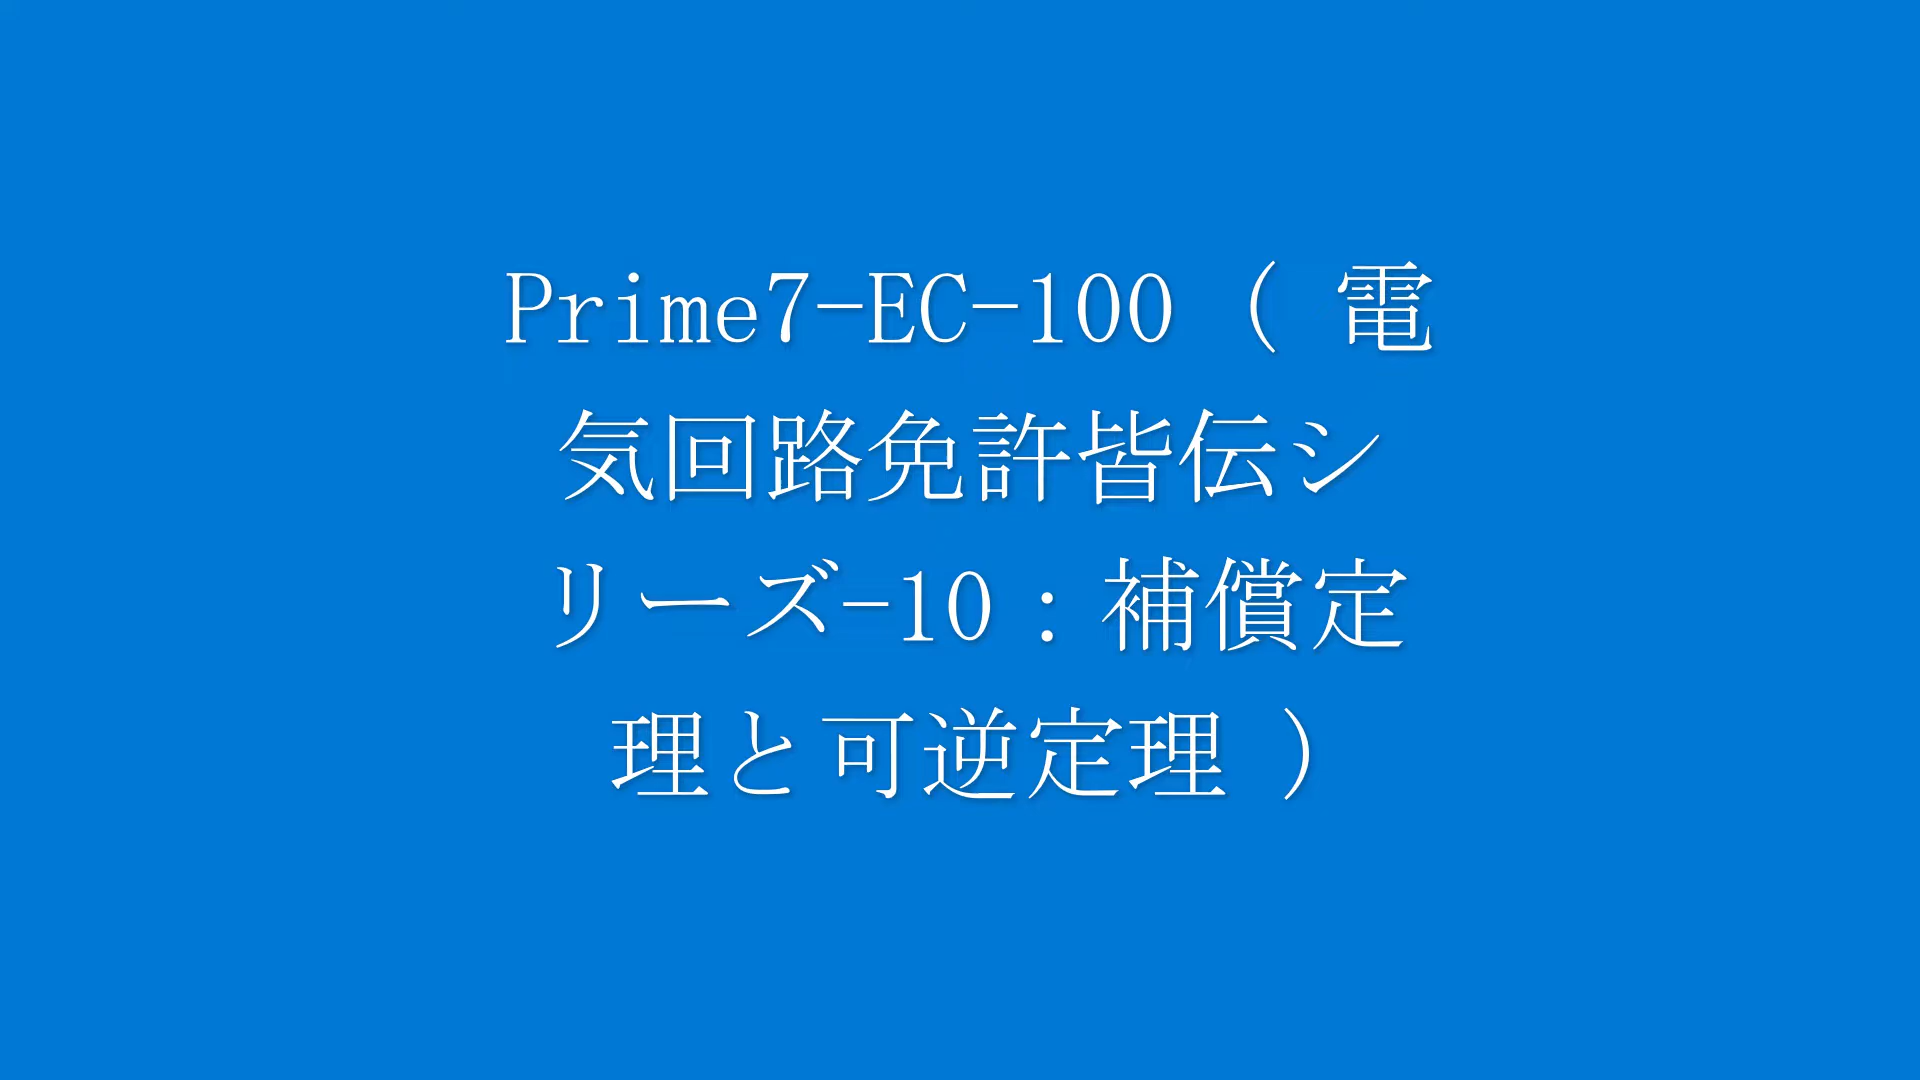 Prime7-EC-100 ( 電
気回路免許皆伝シ
リーズ-10：補償定
理と可逆定理 ）